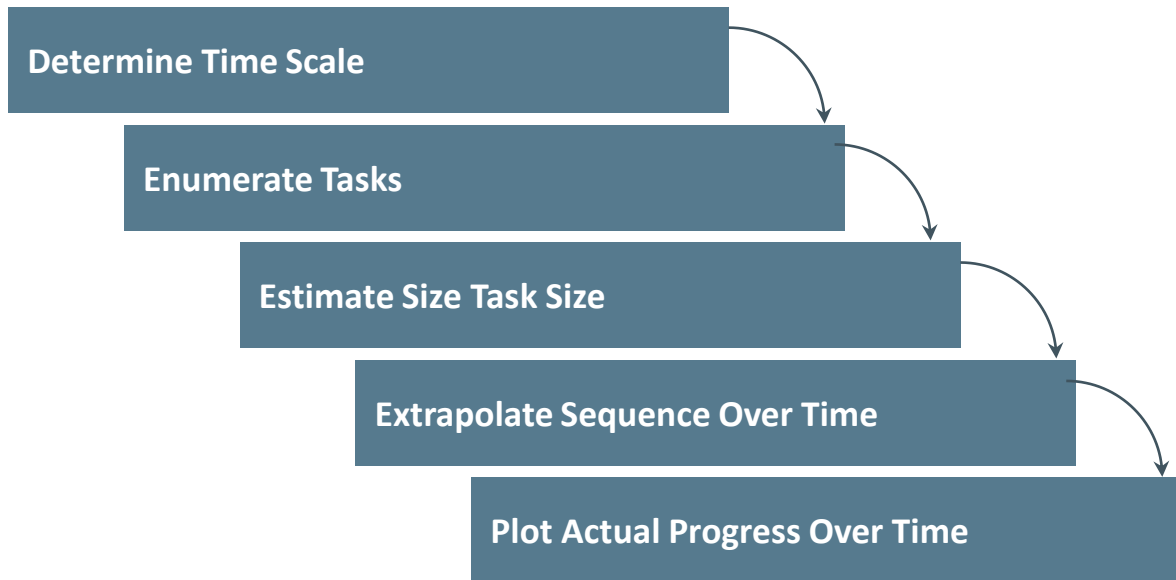 Determine Time Scale
Enumerate Tasks
Estimate Size Task Size
Extrapolate Sequence Over Time
Plot Actual Progress Over Time